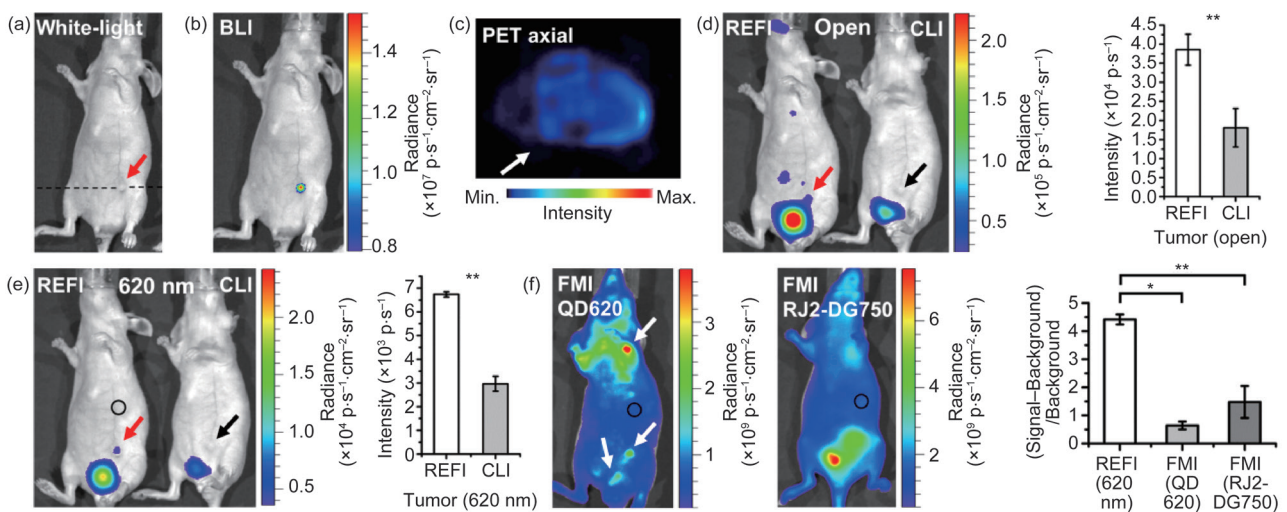 (a) White-light
(b) BLI
1.4
1.2
1.0
0.8
Radiance
(×10⁷ p·s⁻¹·cm⁻²·sr⁻¹)
(c) PET axial
Min. Max.
Intensity
(d) REFI Open CLI
2.0
1.5
1.0
0.5
Radiance
(×10⁵ p·s⁻¹·cm⁻²·sr⁻¹)
**
Intensity (×10⁴ p·s⁻¹)
4.5
4.0
3.5
3.0
2.5
2.0
1.5
1.0
0.5
0.0
REFI CLI
Tumor (open)
(e) REFI 620 nm CLI
2.0
1.5
1.0
0.5
Radiance
(×10⁴ p·s⁻¹·cm⁻²·sr⁻¹)
**
Intensity (×10³ p·s⁻¹)
7
6
5
4
3
2
1
0
REFI CLI
Tumor (620 nm)
(f) FMI
QD620
3
2
1
Radiance
(×10⁹ p·s⁻¹·cm⁻²·sr⁻¹)
FMI
RJ2-DG750
6
4
2
Radiance
(×10⁹ p·s⁻¹·cm⁻²·sr⁻¹)
**
*
(Signal–Background)
/Background
5
4
3
2
1
0
REFI
(620
nm)
FMI
(QD
620)
FMI
(RJ2-
DG750)